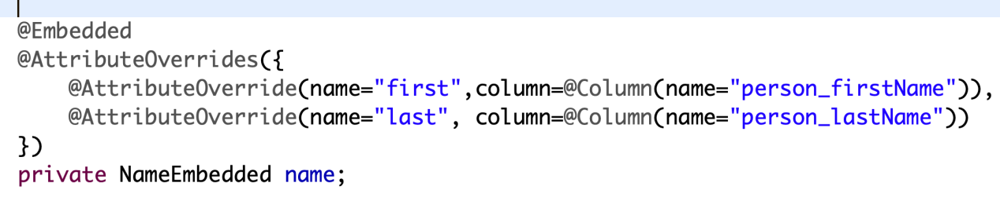 @Embedded
@AttributeOverrides({
    @AttributeOverride(name="first",column=@Column(name="person_firstName")),
    @AttributeOverride(name="last", column=@Column(name="person_lastName"))
})
private NameEmbedded name;